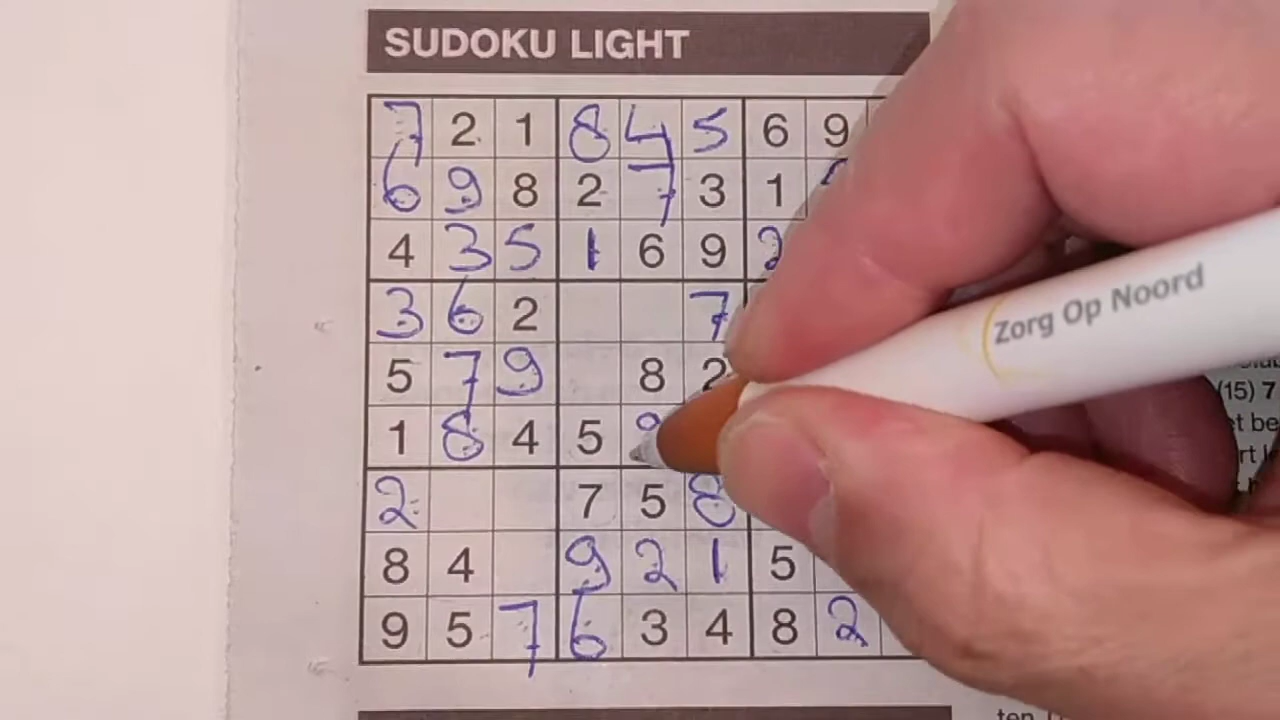 SUDOKU LIGHT
7 2 1 8 4 5 6 9
6 9 8 2 7 3 1
4 3 5 1 6 9 2
3 6 2 7
5 7 9 8 2
1 8 4 5 9
2 7 5 8
8 4 9 2 1 5
9 5 7 6 3 4 8 2
Zorg Op Noord
(15) 7